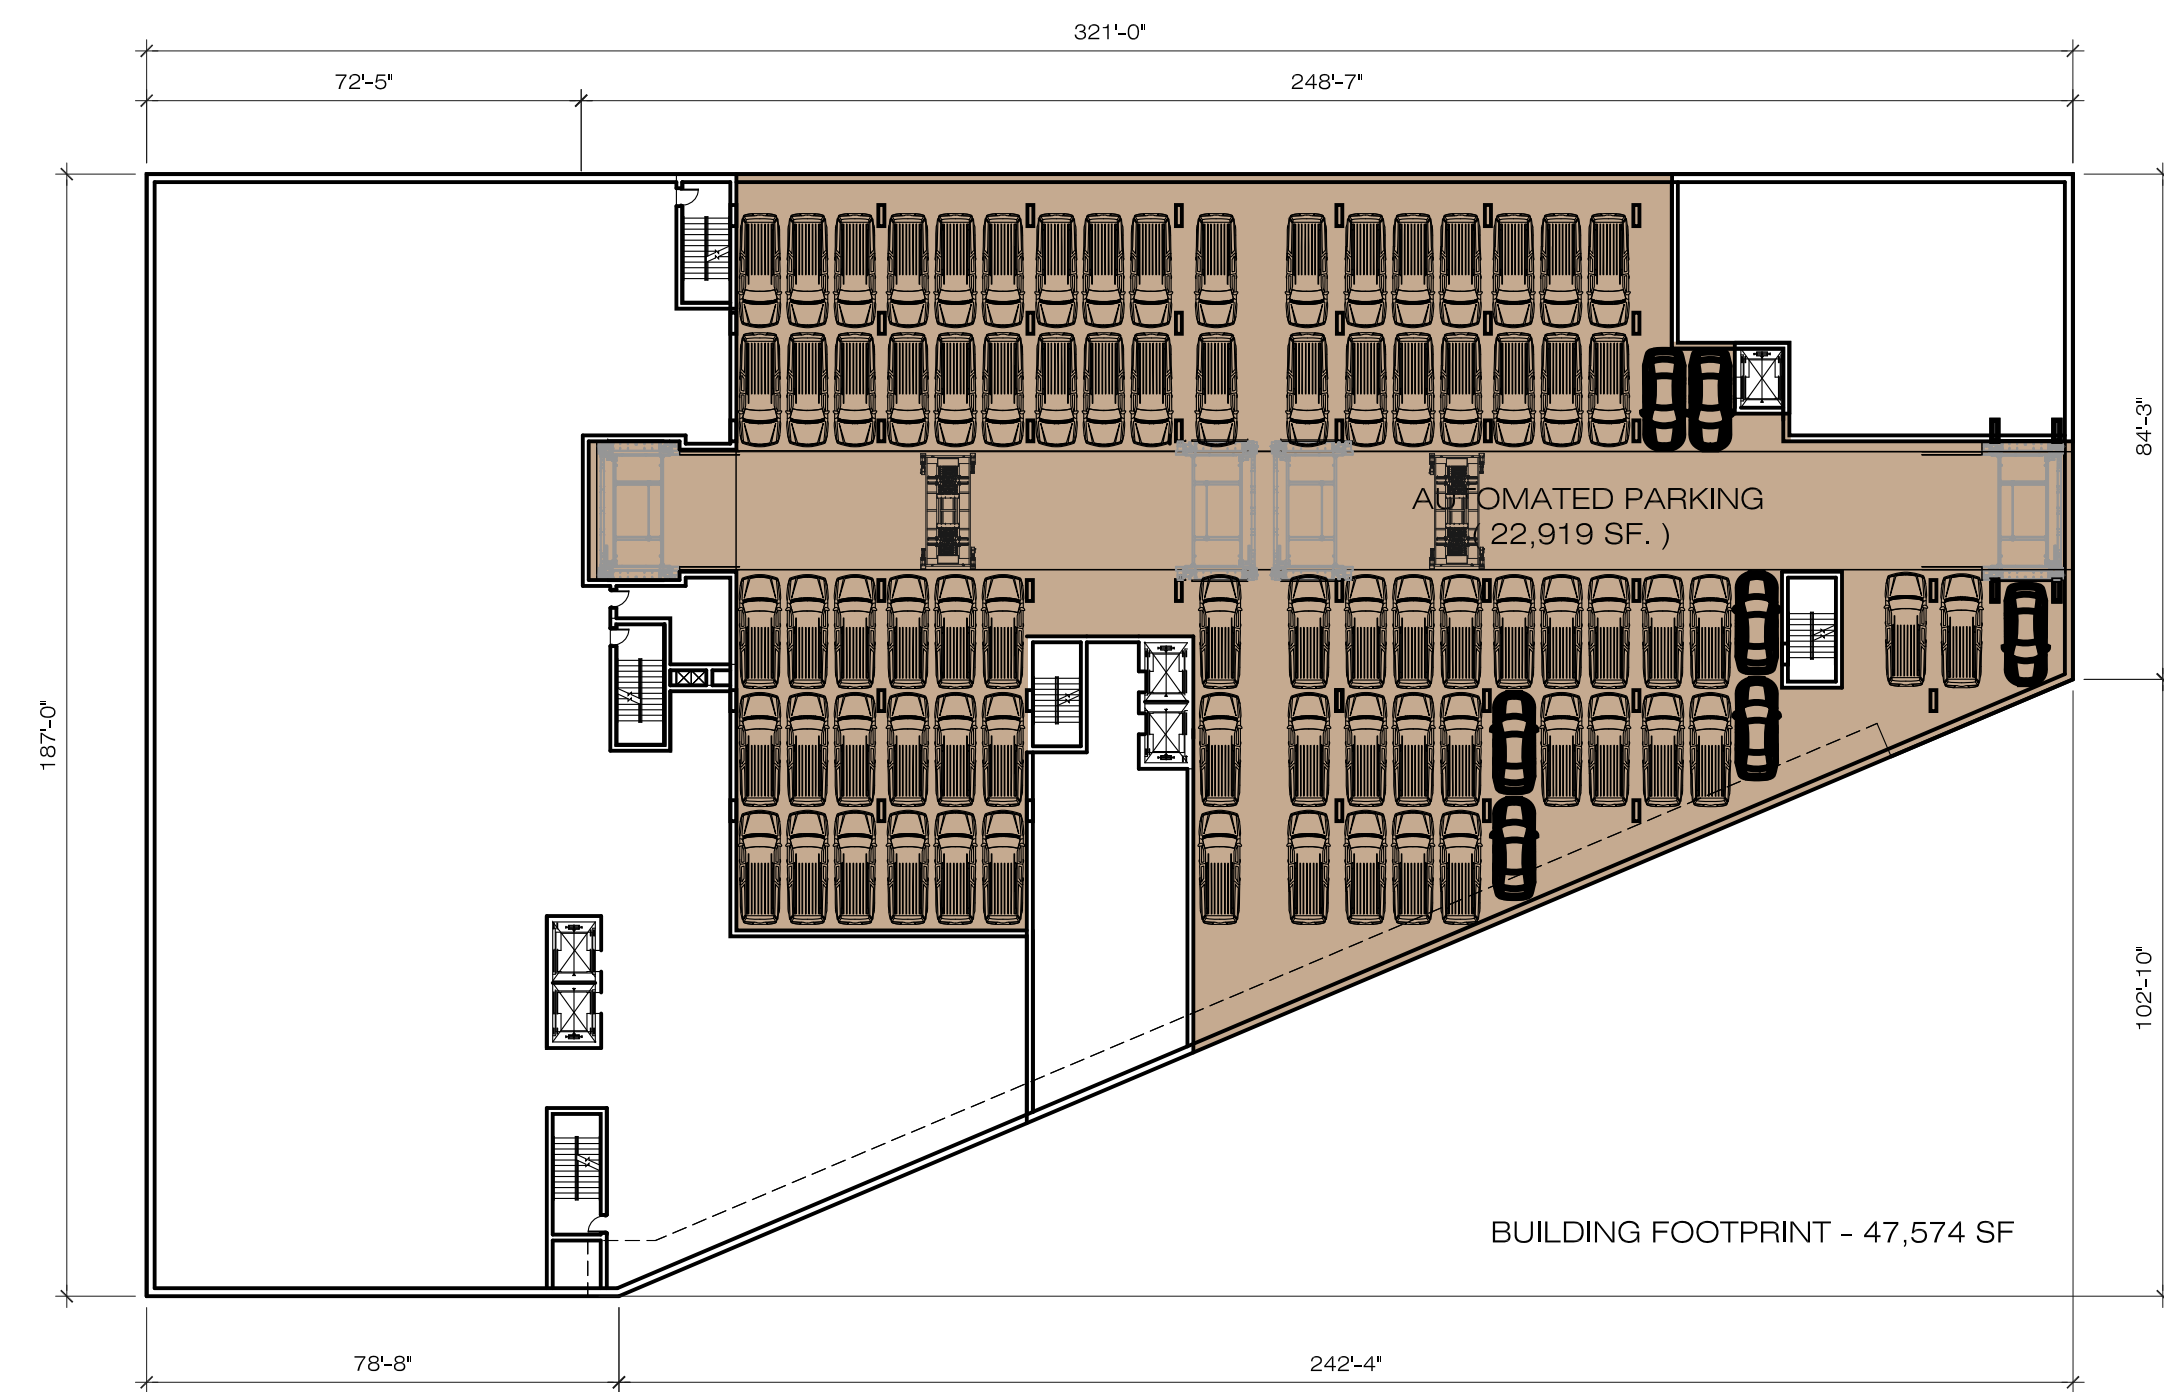 321'-0"
72'-5"
248'-7"
84'-3"
AUTOMATED PARKING
( 22,919 SF. )
187'-0"
102'-10"
BUILDING FOOTPRINT - 47,574 SF
78'-8"
242'-4"